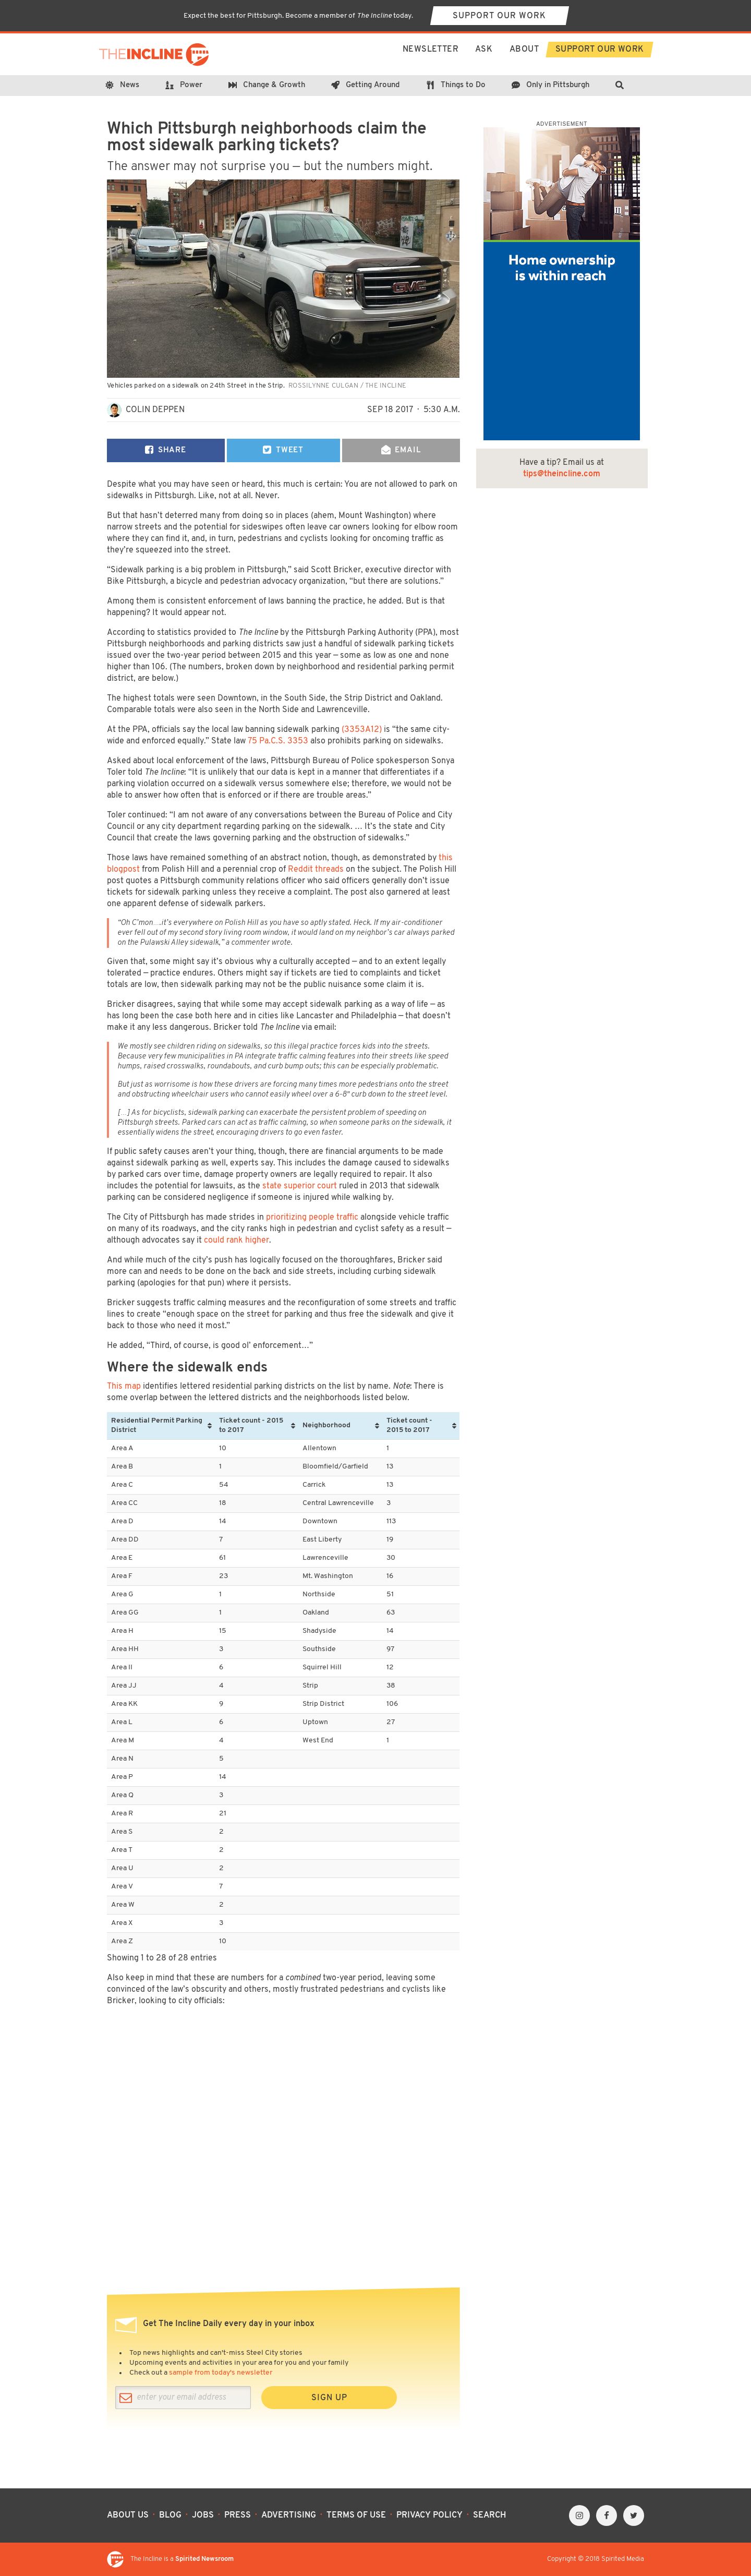 Expect the best for Pittsburgh. Become a member of The Incline today.
SUPPORT OUR WORK
THEINCLINE
NEWSLETTER
ASK
ABOUT
SUPPORT OUR WORK
News
Power
Change & Growth
Getting Around
Things to Do
Only in Pittsburgh
Which Pittsburgh neighborhoods claim the
most sidewalk parking tickets?
The answer may not surprise you — but the numbers might.
GMC
Vehicles parked on a sidewalk on 24th Street in the Strip. ROSSILYNNE CULGAN / THE INCLINE
COLIN DEPPEN
SEP 18 2017 · 5:30 A.M.
SHARE
TWEET
EMAIL
ADVERTISEMENT
Home ownership
is within reach
Have a tip? Email us at
tips@theincline.com
Despite what you may have seen or heard, this much is certain: You are not allowed to park on
sidewalks in Pittsburgh. Like, not at all. Never.
But that hasn’t deterred many from doing so in places (ahem, Mount Washington) where
narrow streets and the potential for sideswipes often leave car owners looking for elbow room
where they can find it, and, in turn, pedestrians and cyclists looking for oncoming traffic as
they’re squeezed into the street.
“Sidewalk parking is a big problem in Pittsburgh,” said Scott Bricker, executive director with
Bike Pittsburgh, a bicycle and pedestrian advocacy organization, “but there are solutions.”
Among them is consistent enforcement of laws banning the practice, he added. But is that
happening? It would appear not.
According to statistics provided to The Incline by the Pittsburgh Parking Authority (PPA), most
Pittsburgh neighborhoods and parking districts saw just a handful of sidewalk parking tickets
issued over the two-year period between 2015 and this year — some as low as one and none
higher than 106. (The numbers, broken down by neighborhood and residential parking permit
district, are below.)
The highest totals were seen Downtown, in the South Side, the Strip District and Oakland.
Comparable totals were also seen in the North Side and Lawrenceville.
At the PPA, officials say the local law banning sidewalk parking (3353A12) is “the same city-
wide and enforced equally.” State law 75 Pa.C.S. 3353 also prohibits parking on sidewalks.
Asked about local enforcement of the laws, Pittsburgh Bureau of Police spokesperson Sonya
Toler told The Incline: “It is unlikely that our data is kept in a manner that differentiates if a
parking violation occurred on a sidewalk versus somewhere else; therefore, we would not be
able to answer how often that is enforced or if there are trouble areas.”
Toler continued: “I am not aware of any conversations between the Bureau of Police and City
Council or any city department regarding parking on the sidewalk. … It’s the state and City
Council that create the laws governing parking and the obstruction of sidewalks.”
Those laws have remained something of an abstract notion, though, as demonstrated by this
blogpost from Polish Hill and a perennial crop of Reddit threads on the subject. The Polish Hill
post quotes a Pittsburgh community relations officer who said officers generally don’t issue
tickets for sidewalk parking unless they receive a complaint. The post also garnered at least
one apparent defense of sidewalk parkers.
“Oh C’mon…it’s everywhere on Polish Hill as you have so aptly stated. Heck. If my air-conditioner
ever fell out of my second story living room window, it would land on my neighbor’s car always parked
on the Pulawski Alley sidewalk,” a commenter wrote.
Given that, some might say it’s obvious why a culturally accepted — and to an extent legally
tolerated — practice endures. Others might say if tickets are tied to complaints and ticket
totals are low, then sidewalk parking may not be the public nuisance some claim it is.
Bricker disagrees, saying that while some may accept sidewalk parking as a way of life — as
has long been the case both here and in cities like Lancaster and Philadelphia — that doesn’t
make it any less dangerous. Bricker told The Incline via email:
We mostly see children riding on sidewalks, so this illegal practice forces kids into the streets.
Because very few municipalities in PA integrate traffic calming features into their streets like speed
humps, raised crosswalks, roundabouts, and curb bump outs; this can be especially problematic.
But just as worrisome is how these drivers are forcing many times more pedestrians onto the street
and obstructing wheelchair users who cannot easily wheel over a 6-8" curb down to the street level.
[…] As for bicyclists, sidewalk parking can exacerbate the persistent problem of speeding on
Pittsburgh streets. Parked cars can act as traffic calming, so when someone parks on the sidewalk, it
essentially widens the street, encouraging drivers to go even faster.
If public safety causes aren’t your thing, though, there are financial arguments to be made
against sidewalk parking as well, experts say. This includes the damage caused to sidewalks
by parked cars over time, damage property owners are legally required to repair. It also
includes the potential for lawsuits, as the state superior court ruled in 2013 that sidewalk
parking can be considered negligence if someone is injured while walking by.
The City of Pittsburgh has made strides in prioritizing people traffic alongside vehicle traffic
on many of its roadways, and the city ranks high in pedestrian and cyclist safety as a result —
although advocates say it could rank higher.
And while much of the city’s push has logically focused on the thoroughfares, Bricker said
more can and needs to be done on the back and side streets, including curbing sidewalk
parking (apologies for that pun) where it persists.
Bricker suggests traffic calming measures and the reconfiguration of some streets and traffic
lines to create “enough space on the street for parking and thus free the sidewalk and give it
back to those who need it most.”
He added, “Third, of course, is good ol’ enforcement…”
Where the sidewalk ends
This map identifies lettered residential parking districts on the list by name. Note: There is
some overlap between the lettered districts and the neighborhoods listed below.
Residential Permit Parking District	Ticket count - 2015 to 2017	Neighborhood	Ticket count - 2015 to 2017
Area A	10	Allentown	1
Area B	1	Bloomfield/Garfield	13
Area C	54	Carrick	13
Area CC	18	Central Lawrenceville	3
Area D	14	Downtown	113
Area DD	7	East Liberty	19
Area E	61	Lawrenceville	30
Area F	23	Mt. Washington	16
Area G	1	Northside	51
Area GG	1	Oakland	63
Area H	15	Shadyside	14
Area HH	3	Southside	97
Area II	6	Squirrel Hill	12
Area JJ	4	Strip	38
Area KK	9	Strip District	106
Area L	6	Uptown	27
Area M	4	West End	1
Area N	5
Area P	14
Area Q	3
Area R	21
Area S	2
Area T	2
Area U	2
Area V	7
Area W	2
Area X	3
Area Z	10
Showing 1 to 28 of 28 entries
Also keep in mind that these are numbers for a combined two-year period, leaving some
convinced of the law’s obscurity and others, mostly frustrated pedestrians and cyclists like
Bricker, looking to city officials:
Get The Incline Daily every day in your inbox
• Top news highlights and can't-miss Steel City stories
• Upcoming events and activities in your area for you and your family
• Check out a sample from today's newsletter
enter your email address
SIGN UP
ABOUT US · BLOG · JOBS · PRESS · ADVERTISING · TERMS OF USE · PRIVACY POLICY · SEARCH
The Incline is a Spirited Newsroom
Copyright © 2018 Spirited Media